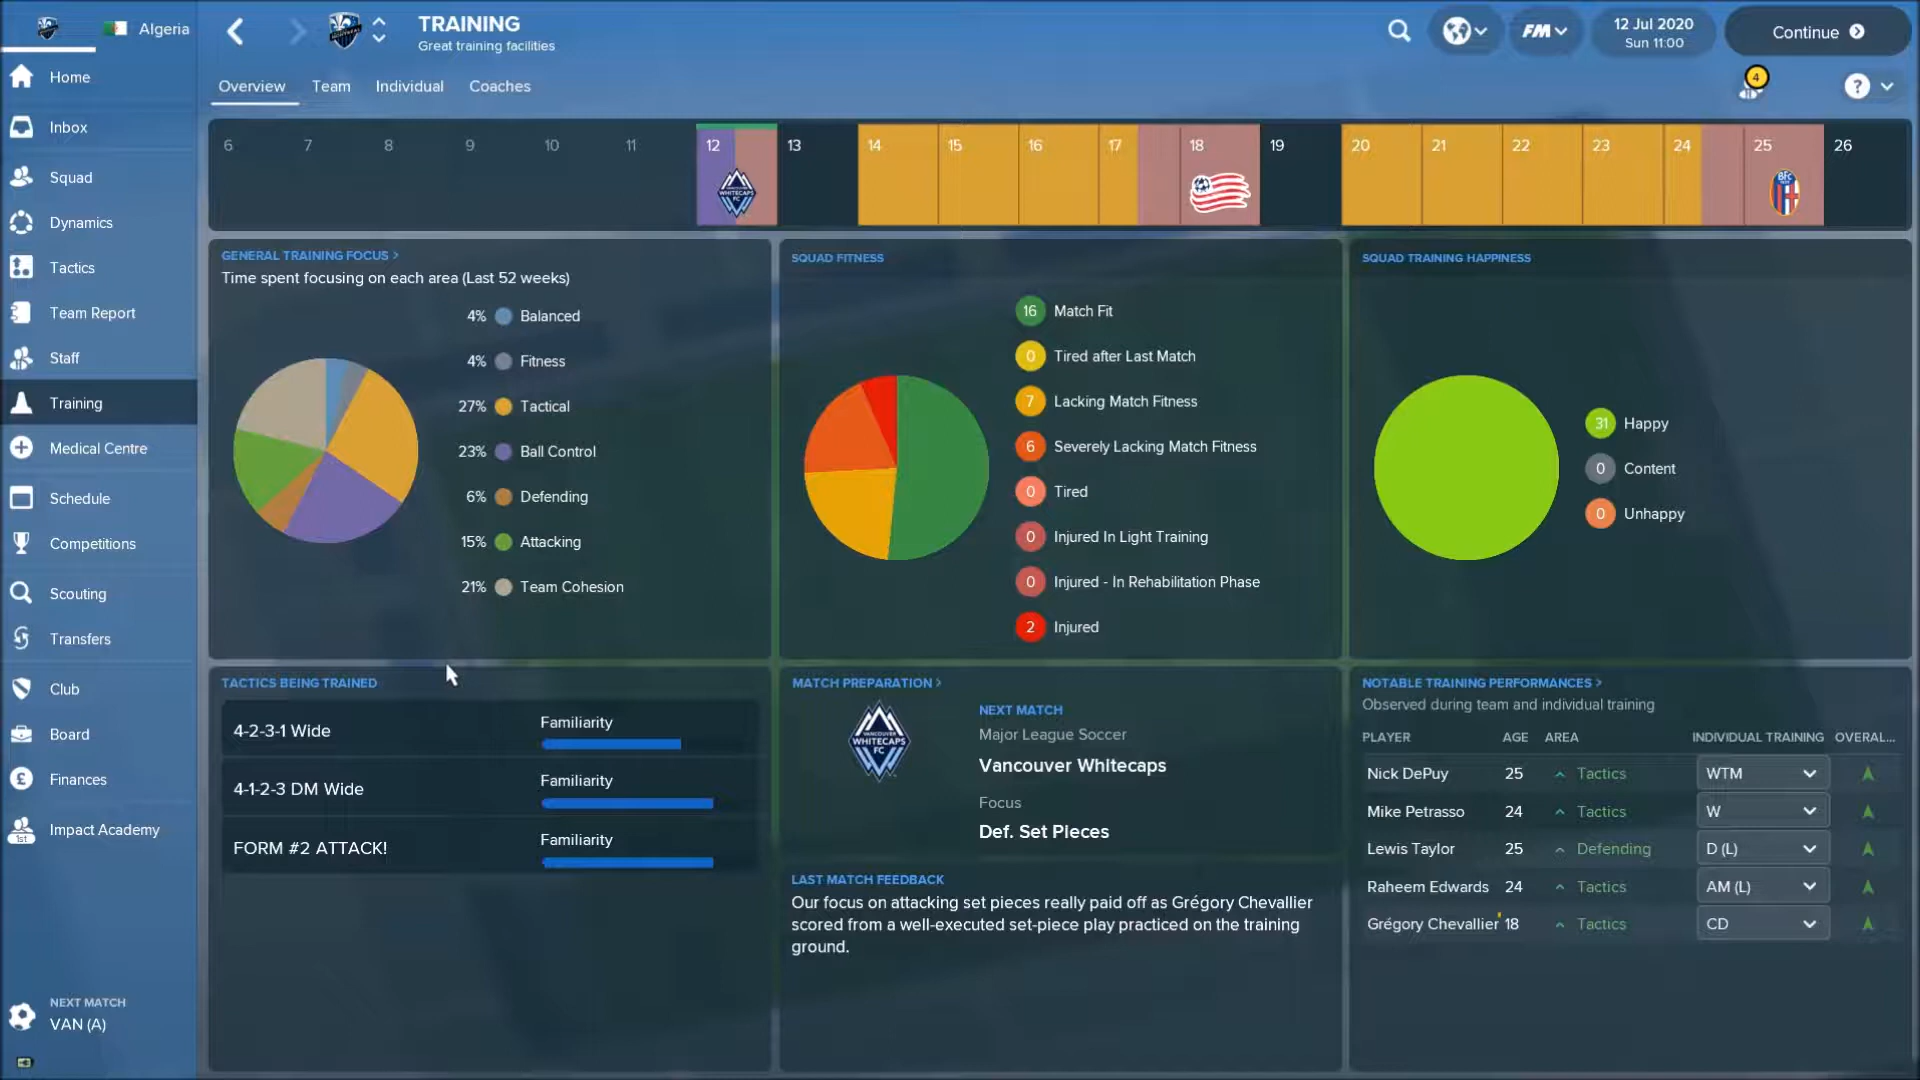 Algeria
TRAINING
Great training facilities
FM
12 Jul 2020
Sun 11:00
Continue
Home
Overview
Team
Individual
Coaches
4
?
Inbox
Squad
Dynamics
Tactics
Team Report
Staff
Training
Medical Centre
Schedule
Competitions
Scouting
Transfers
Club
Board
£
Finances
1st
Impact Academy
NEXT MATCH
VAN (A)
6
7
8
9
10
11
12
13
14
15
16
17
18
19
20
21
22
23
24
25
26
WHITECAPS FC
BFC
GENERAL TRAINING FOCUS >
Time spent focusing on each area (Last 52 weeks)
4% Balanced
4% Fitness
27% Tactical
23% Ball Control
6% Defending
15% Attacking
21% Team Cohesion
SQUAD FITNESS
16 Match Fit
0 Tired after Last Match
7 Lacking Match Fitness
6 Severely Lacking Match Fitness
0 Tired
0 Injured In Light Training
0 Injured - In Rehabilitation Phase
2 Injured
SQUAD TRAINING HAPPINESS
31 Happy
0 Content
0 Unhappy
TACTICS BEING TRAINED
4-2-3-1 Wide
Familiarity
4-1-2-3 DM Wide
Familiarity
FORM #2 ATTACK!
Familiarity
MATCH PREPARATION >
VANCOUVER
WHITECAPS
FC
NEXT MATCH
Major League Soccer
Vancouver Whitecaps
Focus
Def. Set Pieces
LAST MATCH FEEDBACK
Our focus on attacking set pieces really paid off as Grégory Chevallier
scored from a well-executed set-piece play practiced on the training
ground.
NOTABLE TRAINING PERFORMANCES >
Observed during team and individual training
PLAYER AGE AREA INDIVIDUAL TRAINING OVERAL...
Nick DePuy 25 Tactics WTM
Mike Petrasso 24 Tactics W
Lewis Taylor 25 Defending D (L)
Raheem Edwards 24 Tactics AM (L)
Grégory Chevallier 18 Tactics CD